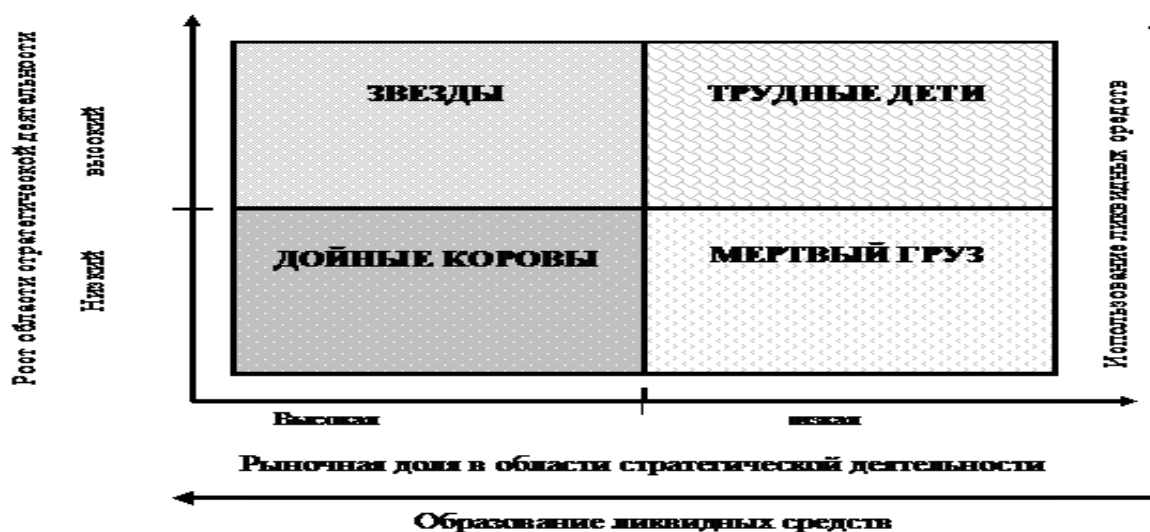 Рост области стратегической деятельности
высокий
Низкий
ЗВЕЗДЫ
ТРУДНЫЕ ДЕТИ
ДОЙНЫЕ КОРОВЫ
МЕРТВЫЙ ГРУЗ
Использование ликвидных средств
Высокая
низкая
Рыночная доля в области стратегической деятельности
Образование ликвидных средств